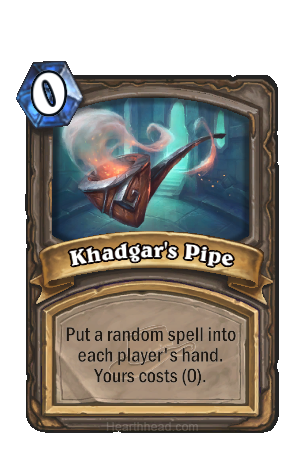 0
Khadgar's Pipe
Put a random spell into
each player's hand.
Yours costs (0).
Hearthhead.com